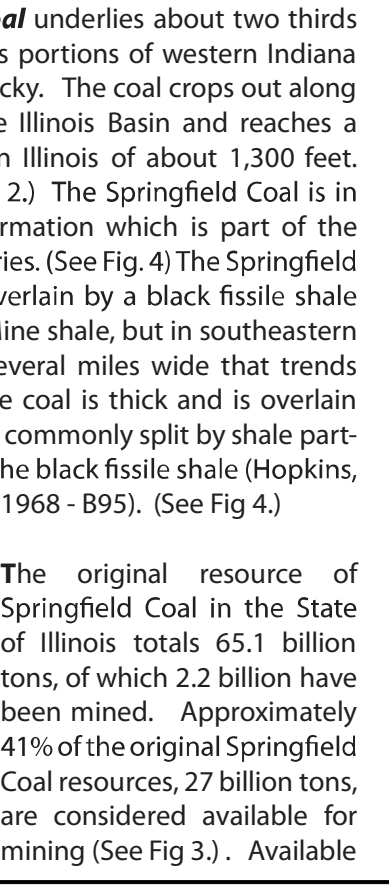 al underlies about two thirds
s portions of western Indiana
cky. The coal crops out along
e Illinois Basin and reaches a
n Illinois of about 1,300 feet.
2.) The Springfield Coal is in
rmation which is part of the
ries. (See Fig. 4) The Springfield
verlain by a black fissile shale
ine shale, but in southeastern
everal miles wide that trends
e coal is thick and is overlain
commonly split by shale part-
he black fissile shale (Hopkins,
1968 - B95). (See Fig 4.)
The original resource of
Springfield Coal in the State
of Illinois totals 65.1 billion
tons, of which 2.2 billion have
been mined. Approximately
41% of the original Springfield
Coal resources, 27 billion tons,
are considered available for
mining (See Fig 3.) . Available